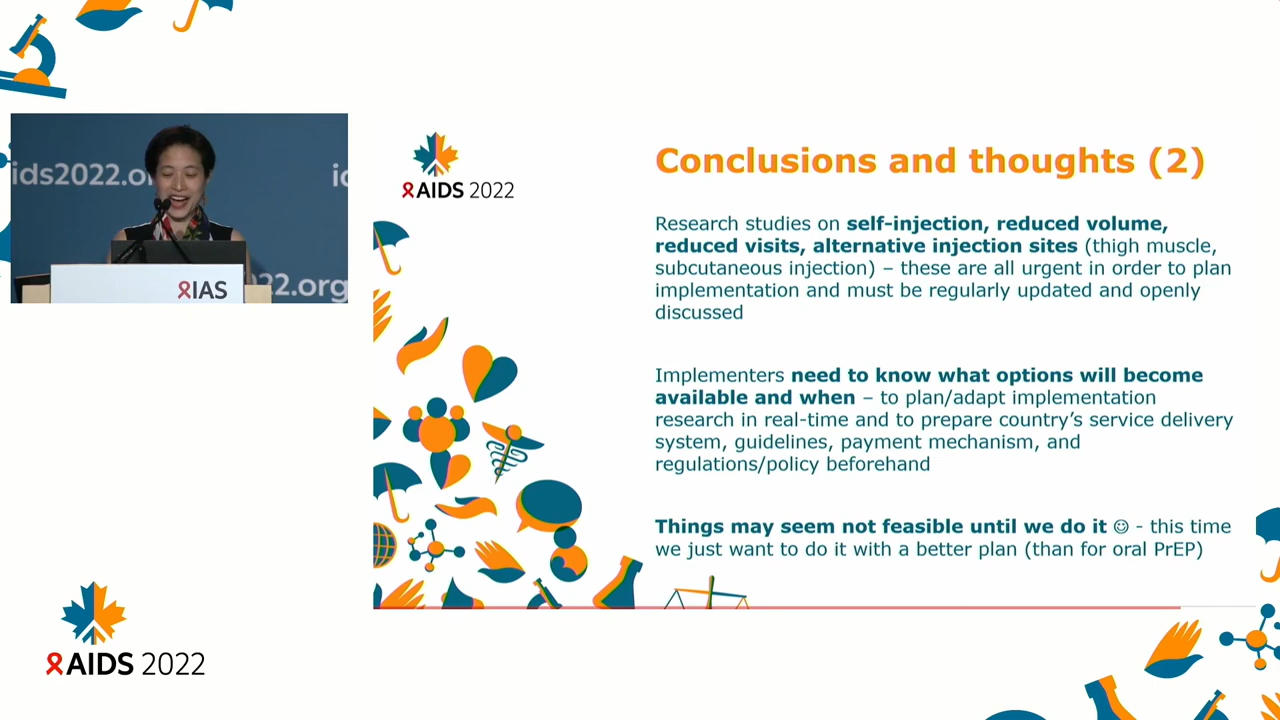 ids2022.o
ic
022.org
IAS
AIDS 2022
Conclusions and thoughts (2)
Research studies on self-injection, reduced volume,
reduced visits, alternative injection sites (thigh muscle,
subcutaneous injection) – these are all urgent in order to plan
implementation and must be regularly updated and openly
discussed
Implementers need to know what options will become
available and when – to plan/adapt implementation
research in real-time and to prepare country's service delivery
system, guidelines, payment mechanism, and
regulations/policy beforehand
Things may seem not feasible until we do it ☺ - this time
we just want to do it with a better plan (than for oral PrEP)
AIDS 2022